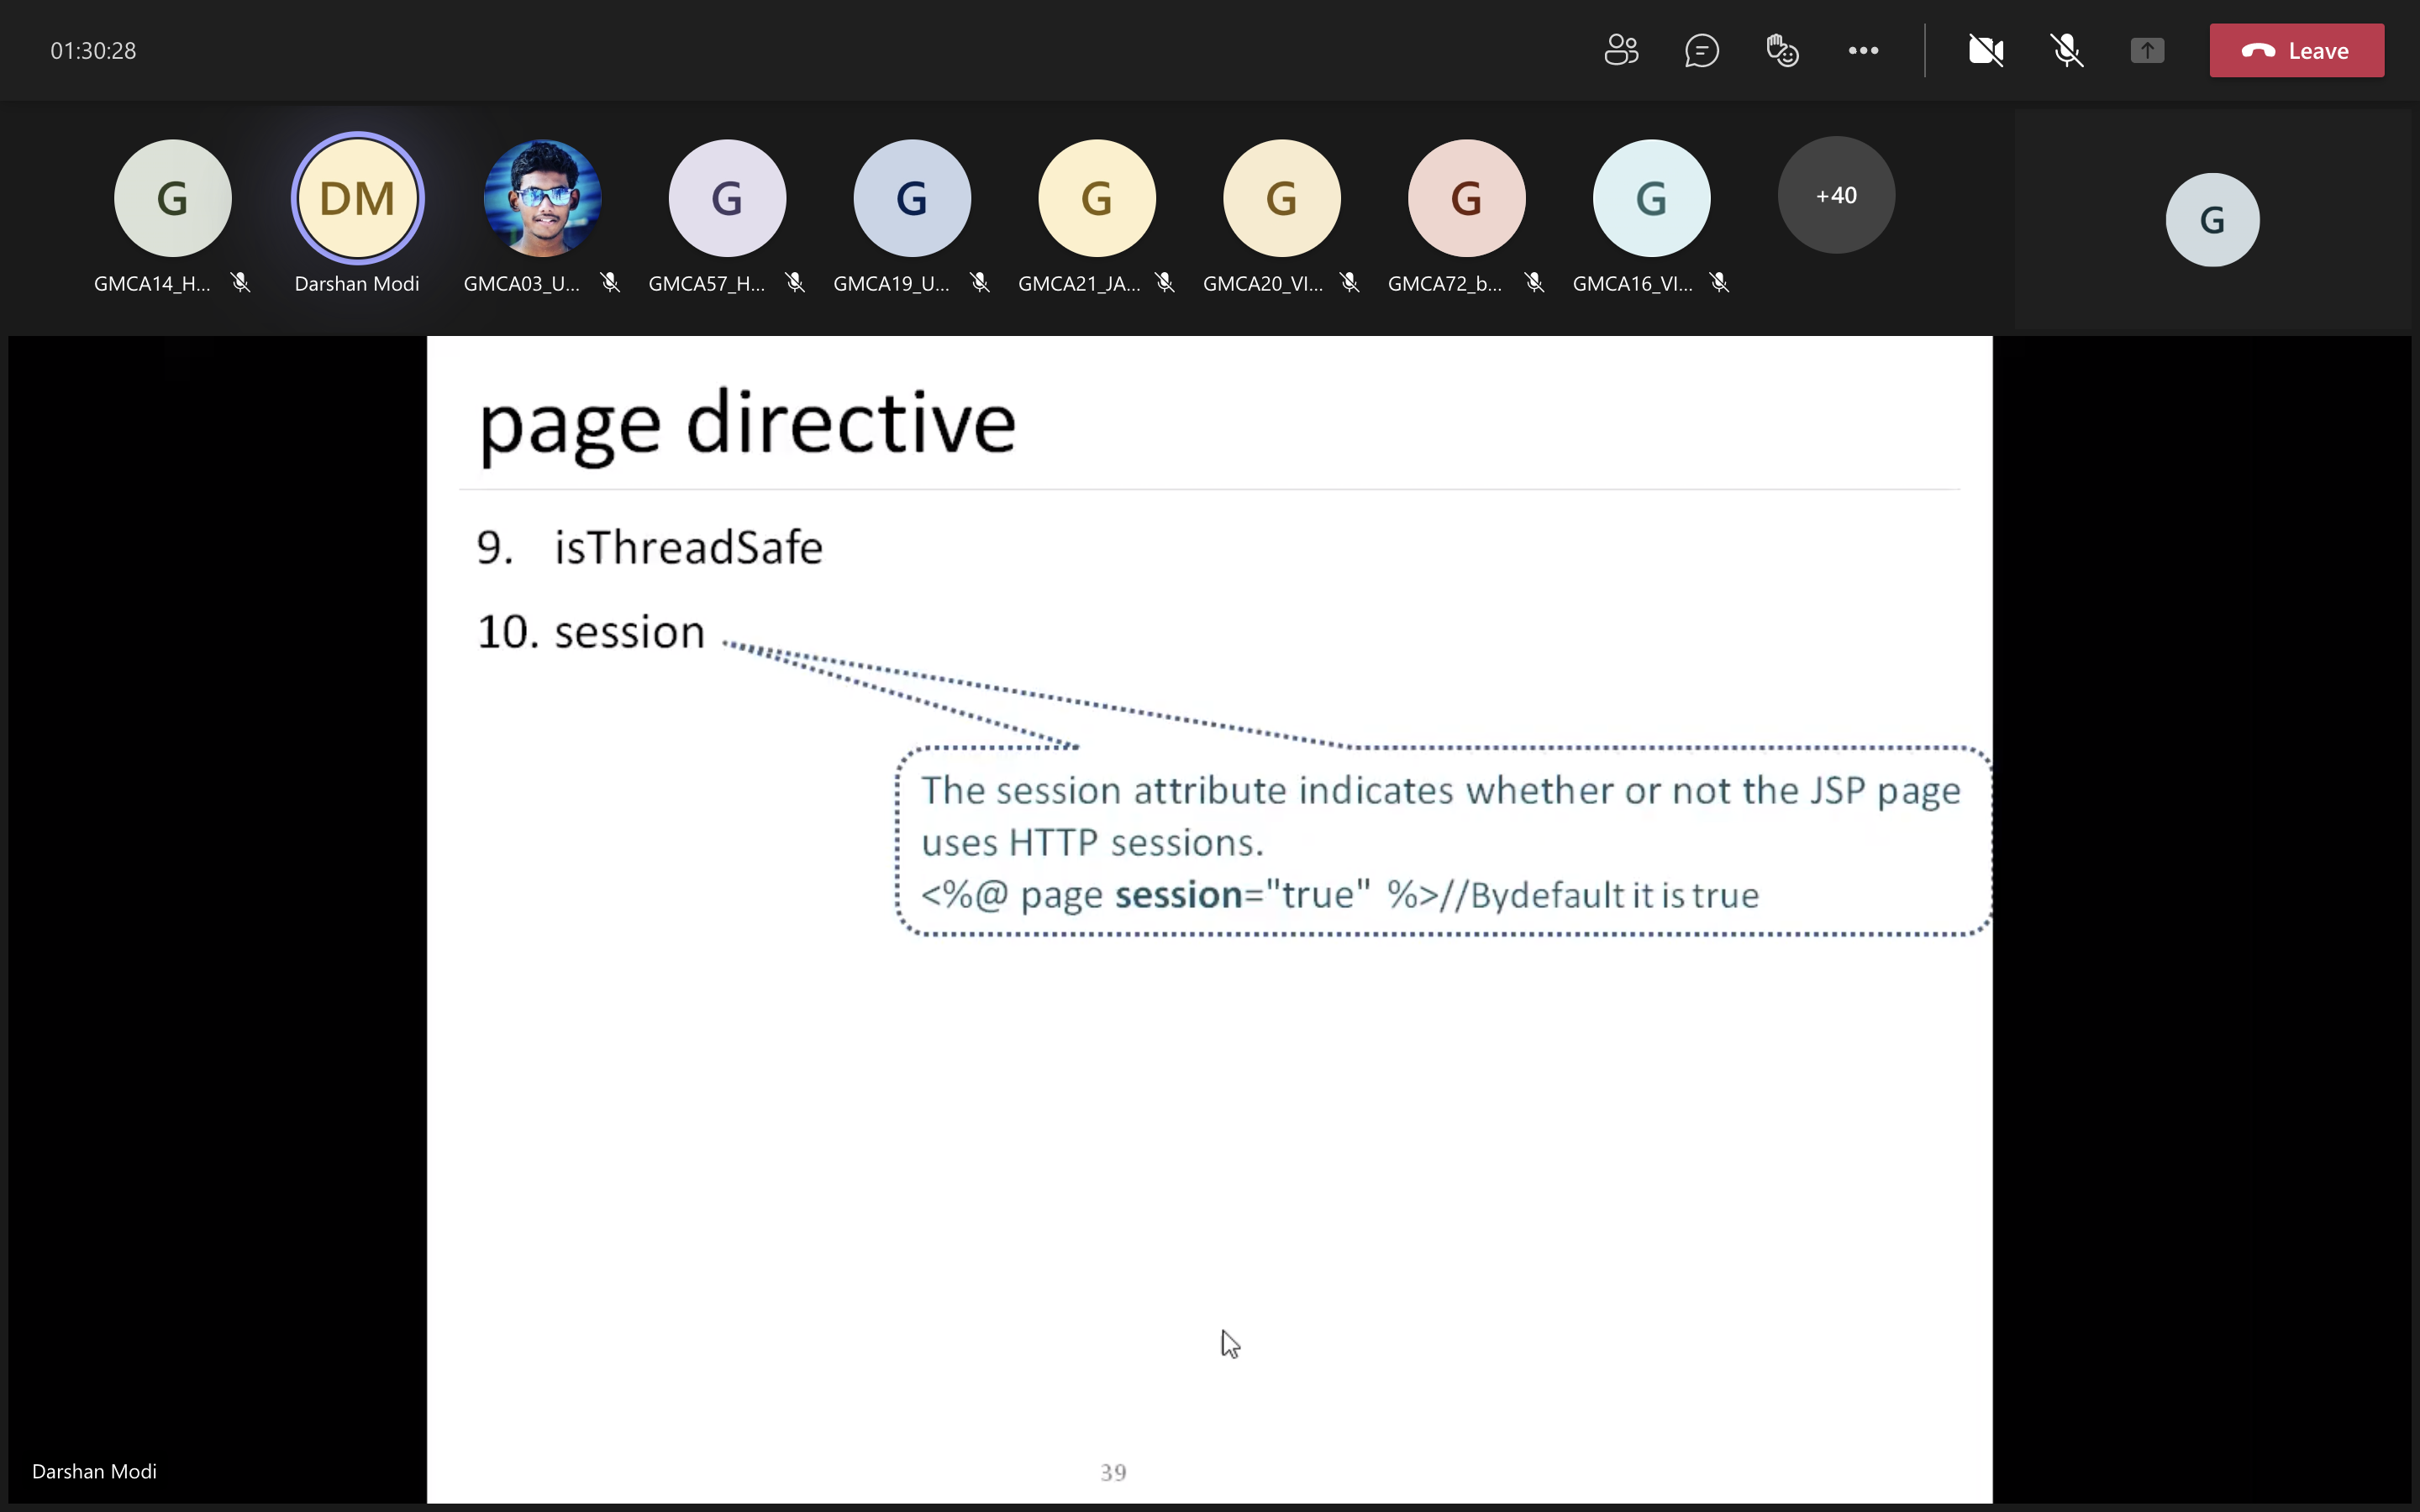 01:30:28
Leave
G
DM
G
G
G
G
G
G
+40
G
GMCA14_H...
Darshan Modi
GMCA03_U...
GMCA57_H...
GMCA19_U...
GMCA21_JA...
GMCA20_VI...
GMCA72_b...
GMCA16_VI...
page directive
9. isThreadSafe
10. session
The session attribute indicates whether or not the JSP page
uses HTTP sessions.
<%@ page session="true" %>//Bydefault it is true
Darshan Modi
39